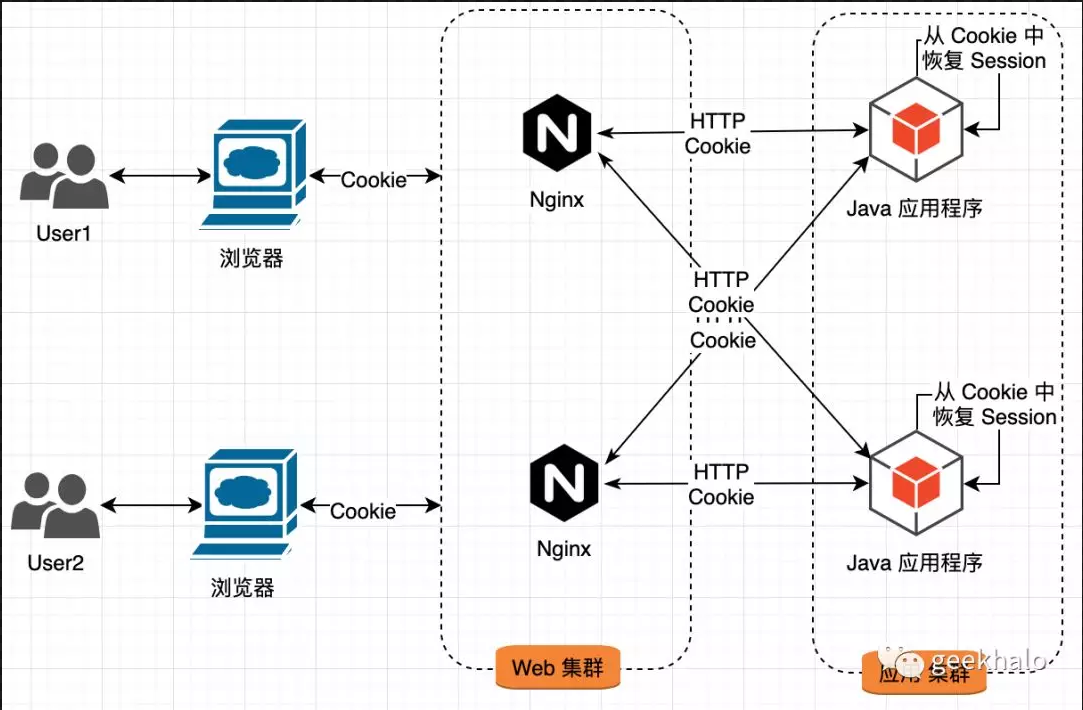 从 Cookie 中
恢复 Session
HTTP
Cookie
Cookie
Nginx
Java 应用程序
User1
浏览器
HTTP
Cookie
Cookie
从 Cookie 中
恢复 Session
HTTP
Cookie
Cookie
Nginx
Java 应用程序
User2
浏览器
Web 集群
应用 集群
geekhalo